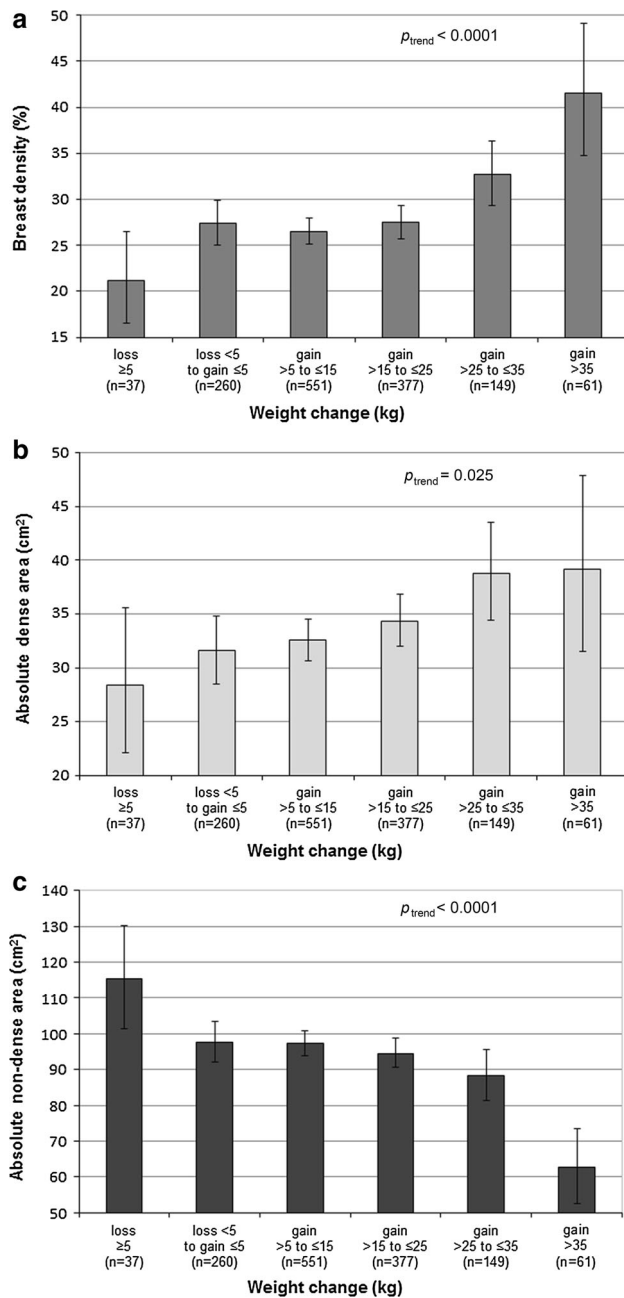 a
p trend < 0.0001
Breast density (%)
50
45
40
35
30
25
20
15
loss loss <5 gain gain gain gain
≥5 to gain ≤5 >5 to ≤15 >15 to ≤25 >25 to ≤35 >35
(n=37) (n=260) (n=551) (n=377) (n=149) (n=61)
Weight change (kg)
b
p trend = 0.025
Absolute dense area (cm²)
50
45
40
35
30
25
20
loss loss <5 gain gain gain gain
≥5 to gain ≤5 >5 to ≤15 >15 to ≤25 >25 to ≤35 >35
(n=37) (n=260) (n=551) (n=377) (n=149) (n=61)
Weight change (kg)
c
p trend < 0.0001
Absolute non-dense area (cm²)
140
130
120
110
100
90
80
70
60
50
loss loss <5 gain gain gain gain
≥5 to gain ≤5 >5 to ≤15 >15 to ≤25 >25 to ≤35 >35
(n=37) (n=260) (n=551) (n=377) (n=149) (n=61)
Weight change (kg)